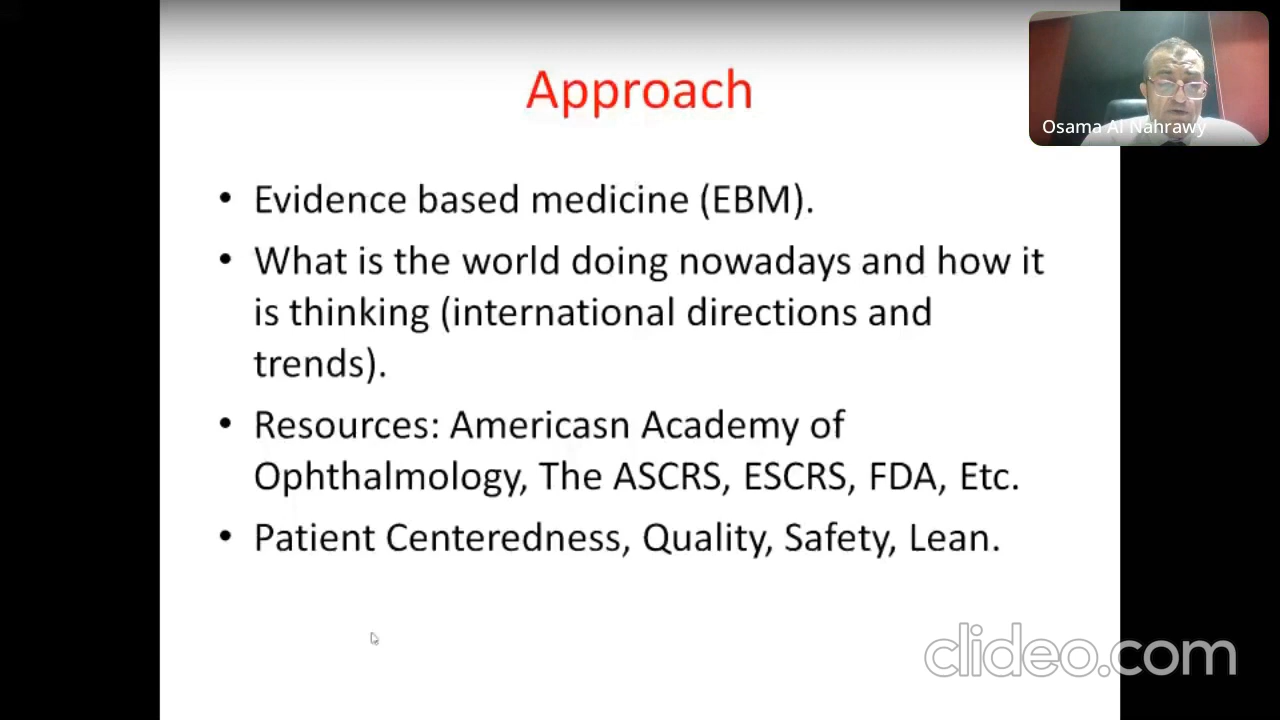 Approach
Osama Al Nahrawy
• Evidence based medicine (EBM).
• What is the world doing nowadays and how it
is thinking (international directions and
trends).
• Resources: Americasn Academy of
Ophthalmology, The ASCRS, ESCRS, FDA, Etc.
• Patient Centeredness, Quality, Safety, Lean.
clideo.com